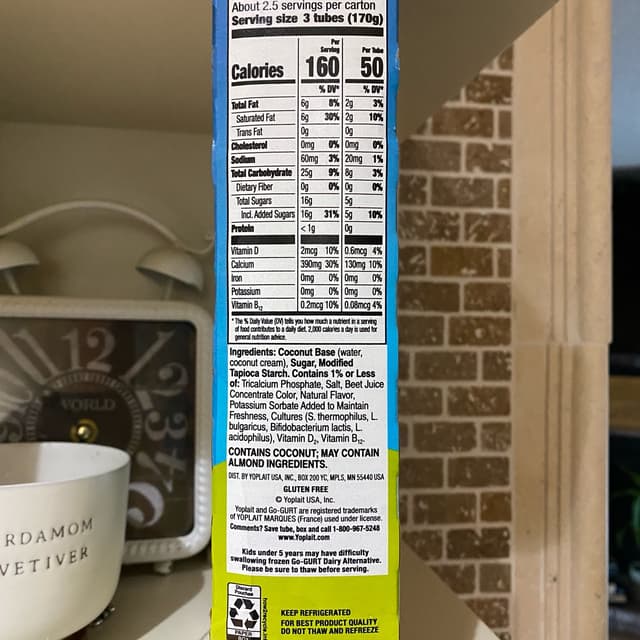 About 2.5 servings per carton
Serving size 3 tubes (170g)
Per Serving Per Tube
Calories 160 50
% DV* % DV*
Total Fat 6g 8% 2g 3%
Saturated Fat 6g 30% 2g 10%
Trans Fat 0g 0g
Cholesterol 0mg 0% 0mg 0%
Sodium 60mg 3% 20mg 1%
Total Carbohydrate 25g 9% 8g 3%
Dietary Fiber 0g 0% 0g 0%
Total Sugars 16g 5g
Incl. Added Sugars 16g 31% 5g 10%
Protein < 1g 0g
Vitamin D 2mcg 10% 0.6mcg 4%
Calcium 390mg 30% 130mg 10%
Iron 0mg 0% 0mg 0%
Potassium 0mg 0% 0mg 0%
Vitamin B12 0.2mcg 10% 0.08mcg 4%
* The % Daily Value (DV) tells you how much a nutrient in a serving
of food contributes to a daily diet. 2,000 calories a day is used for
general nutrition advice.
Ingredients: Coconut Base (water,
coconut cream), Sugar, Modified
Tapioca Starch. Contains 1% or Less
of: Tricalcium Phosphate, Salt, Beet Juice
Concentrate Color, Natural Flavor,
Potassium Sorbate Added to Maintain
Freshness, Cultures (S. thermophilus, L.
bulgaricus, Bifidobacterium lactis, L.
acidophilus), Vitamin D2, Vitamin B12.
CONTAINS COCONUT; MAY CONTAIN
ALMOND INGREDIENTS.
DIST. BY YOPLAIT USA, INC., BOX 200 YC, MPLS, MN 55440 USA
GLUTEN FREE
© Yoplait USA, Inc.
Yoplait and Go-GURT are registered trademarks
of YOPLAIT MARQUES (France) used under license.
Comments? Save tube, box and call 1-800-967-5248
www.Yoplait.com
Kids under 5 years may have difficulty
swallowing frozen Go-GURT Dairy Alternative.
Please be sure to thaw before serving.
Discard
Pouches
PAPER
how2recycle.info
KEEP REFRIGERATED
FOR BEST PRODUCT QUALITY
DO NOT THAW AND REFREEZE
12
1
2
3
4
5
VORLD
RDAMOM
VETIVER